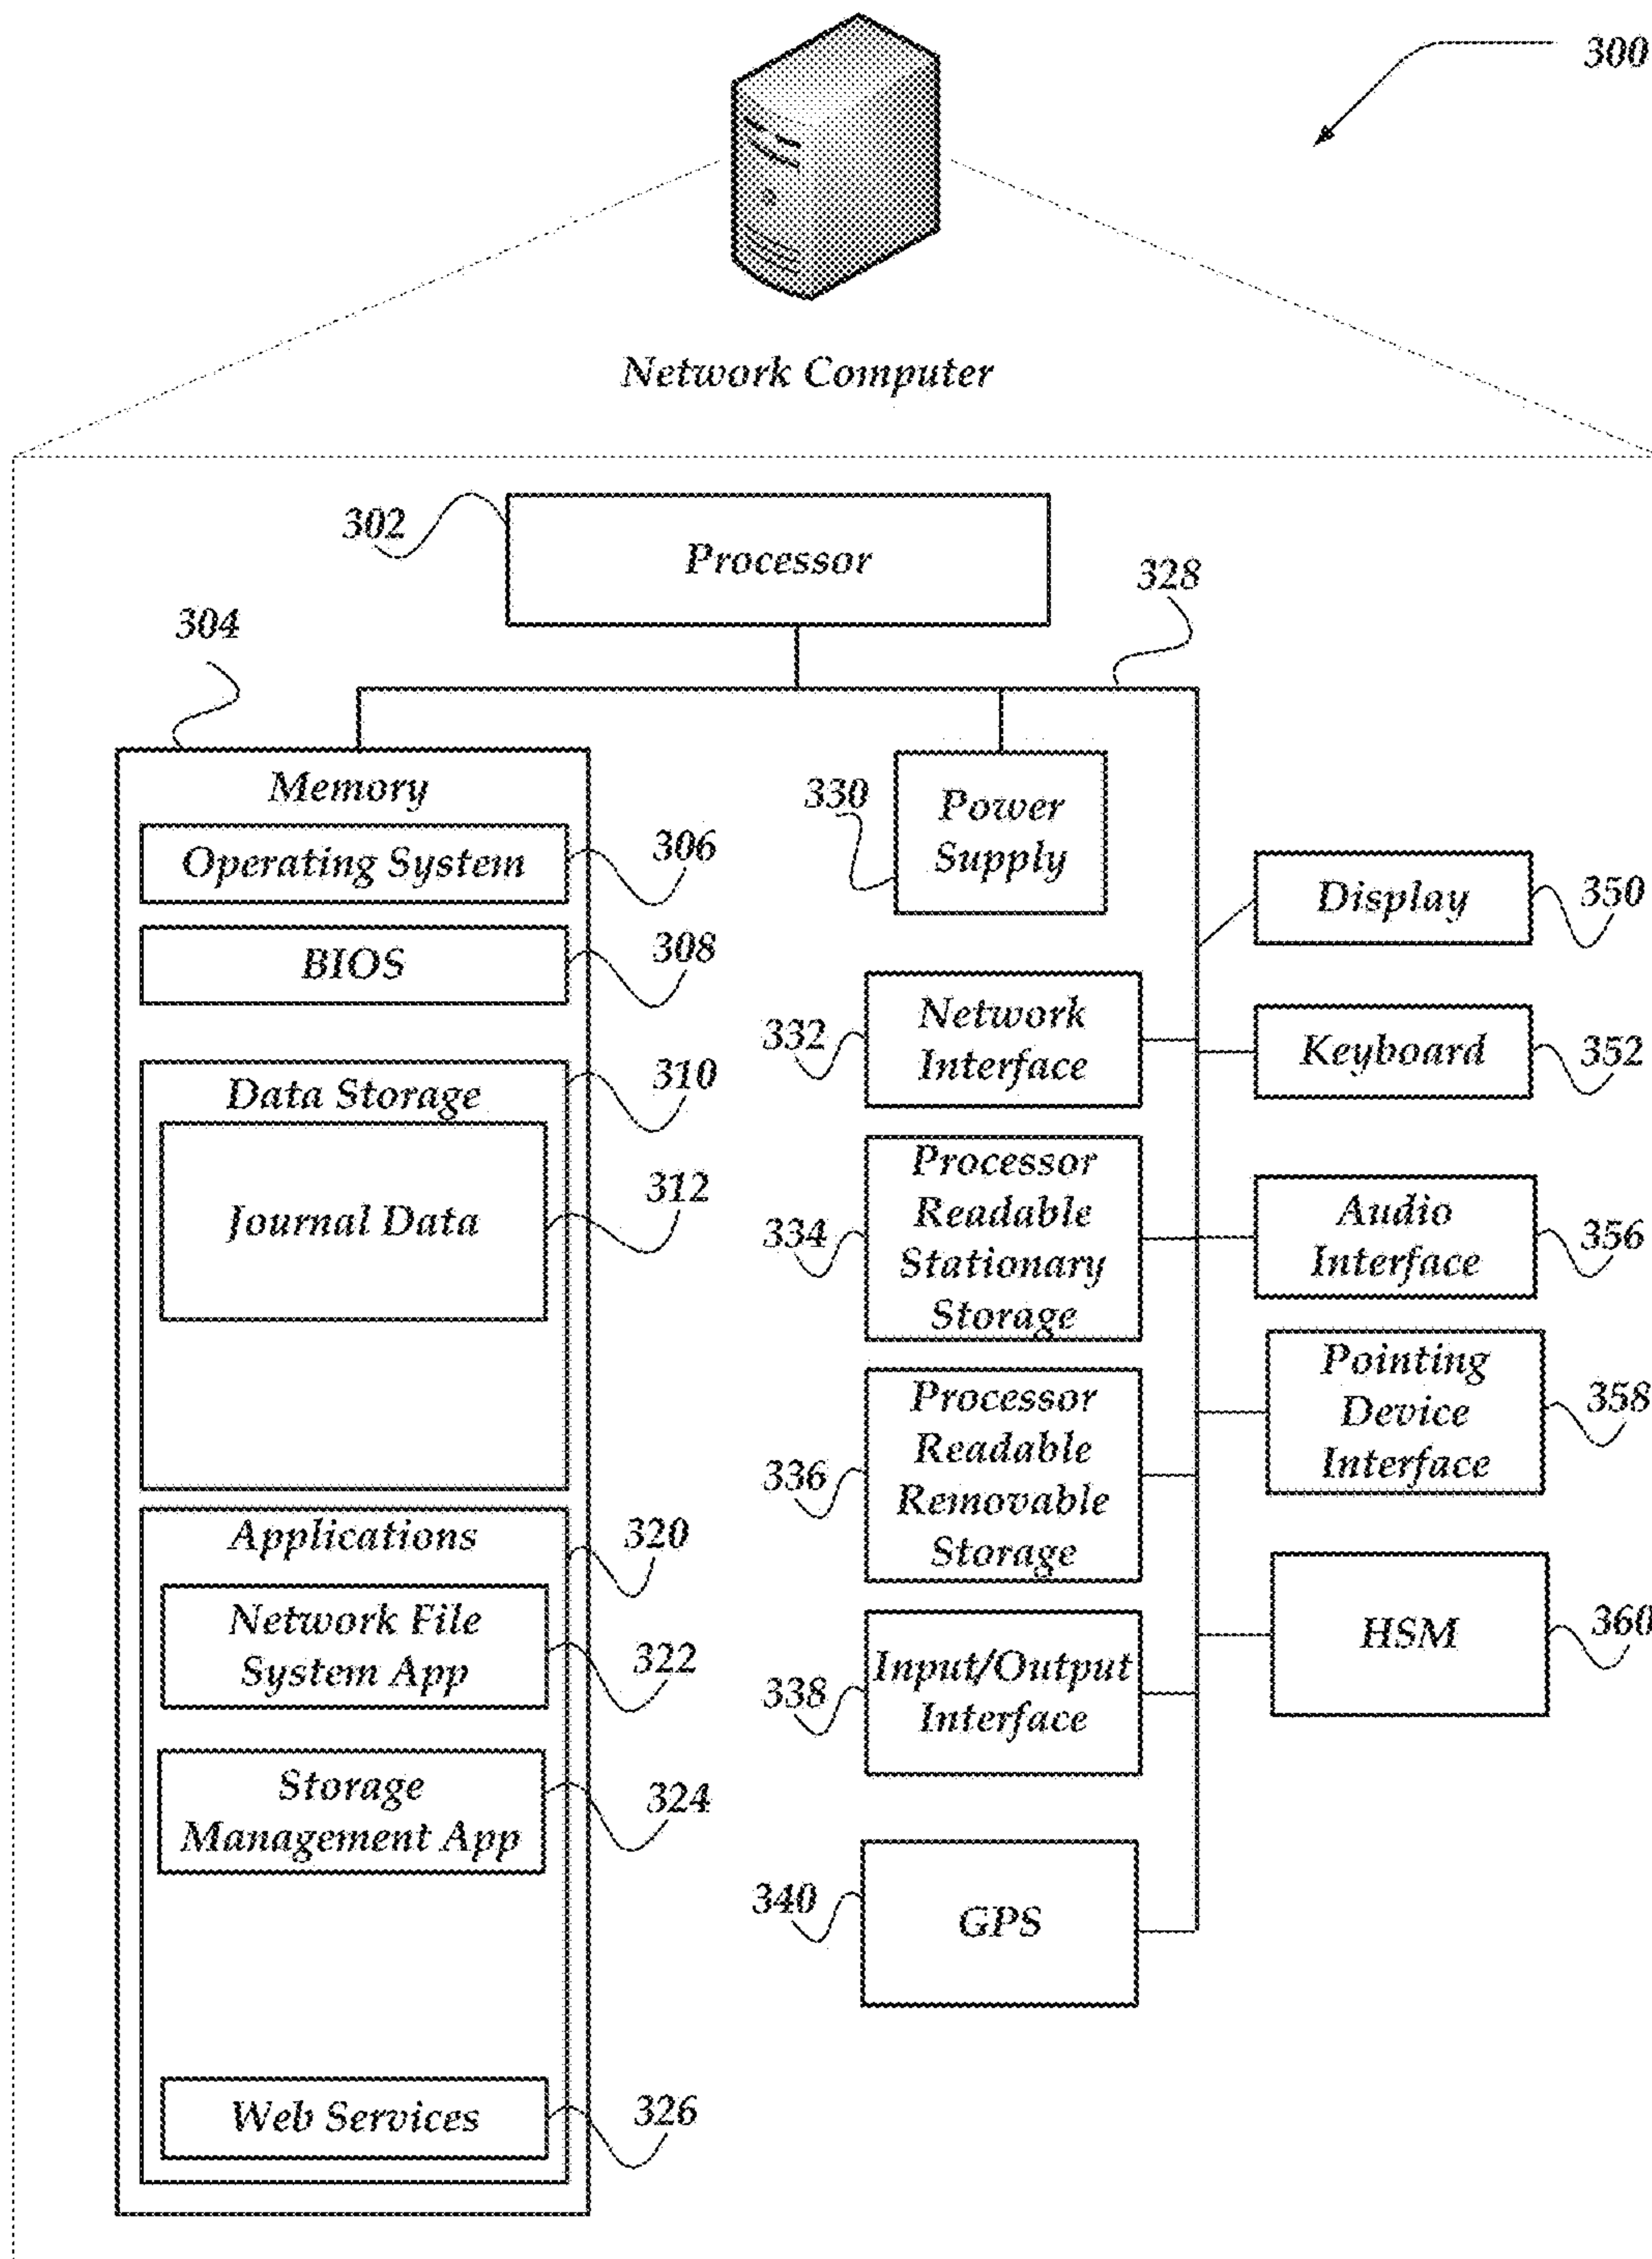 300
Network Computer
302
Processor
328
304
Memory
330
Power
Supply
Operating System
306
Display
350
BIOS
308
332
Network
Interface
Keyboard
352
Data Storage
310
Journal Data
312
334
Processor
Readable
Stationary
Storage
Audio
Interface
356
336
Processor
Readable
Removable
Storage
Pointing
Device
Interface
358
Applications
320
Network File
System App
322
338
Input/Output
Interface
HSM
360
Storage
Management App
324
340
GPS
Web Services
326